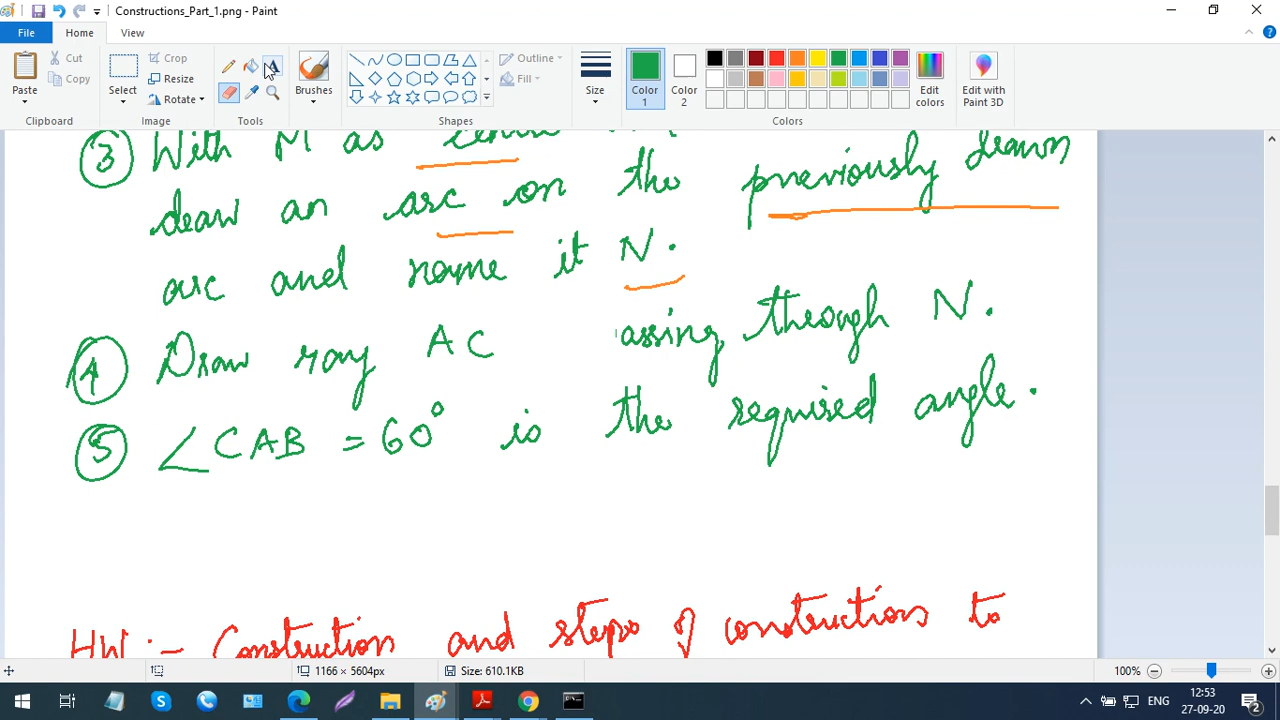 Constructions_Part_1.png - Paint
File Home View
Paste Cut Copy Clipboard
Select Crop Resize Rotate Image
Tools
Brushes
Shapes
Outline Fill
Size
Color 1 Color 2
Colors
Edit colors
Edit with Paint 3D
3 With M as centre
draw an arc on the previously drawn
arc and name it N.
4 Draw ray AC assing through N.
5 ∠CAB = 60° is the required angle.
HW :- Constuction and steps of constuctions to
1166 × 5604px Size: 610.1KB 100%
ENG 12:53
27-09-20 2